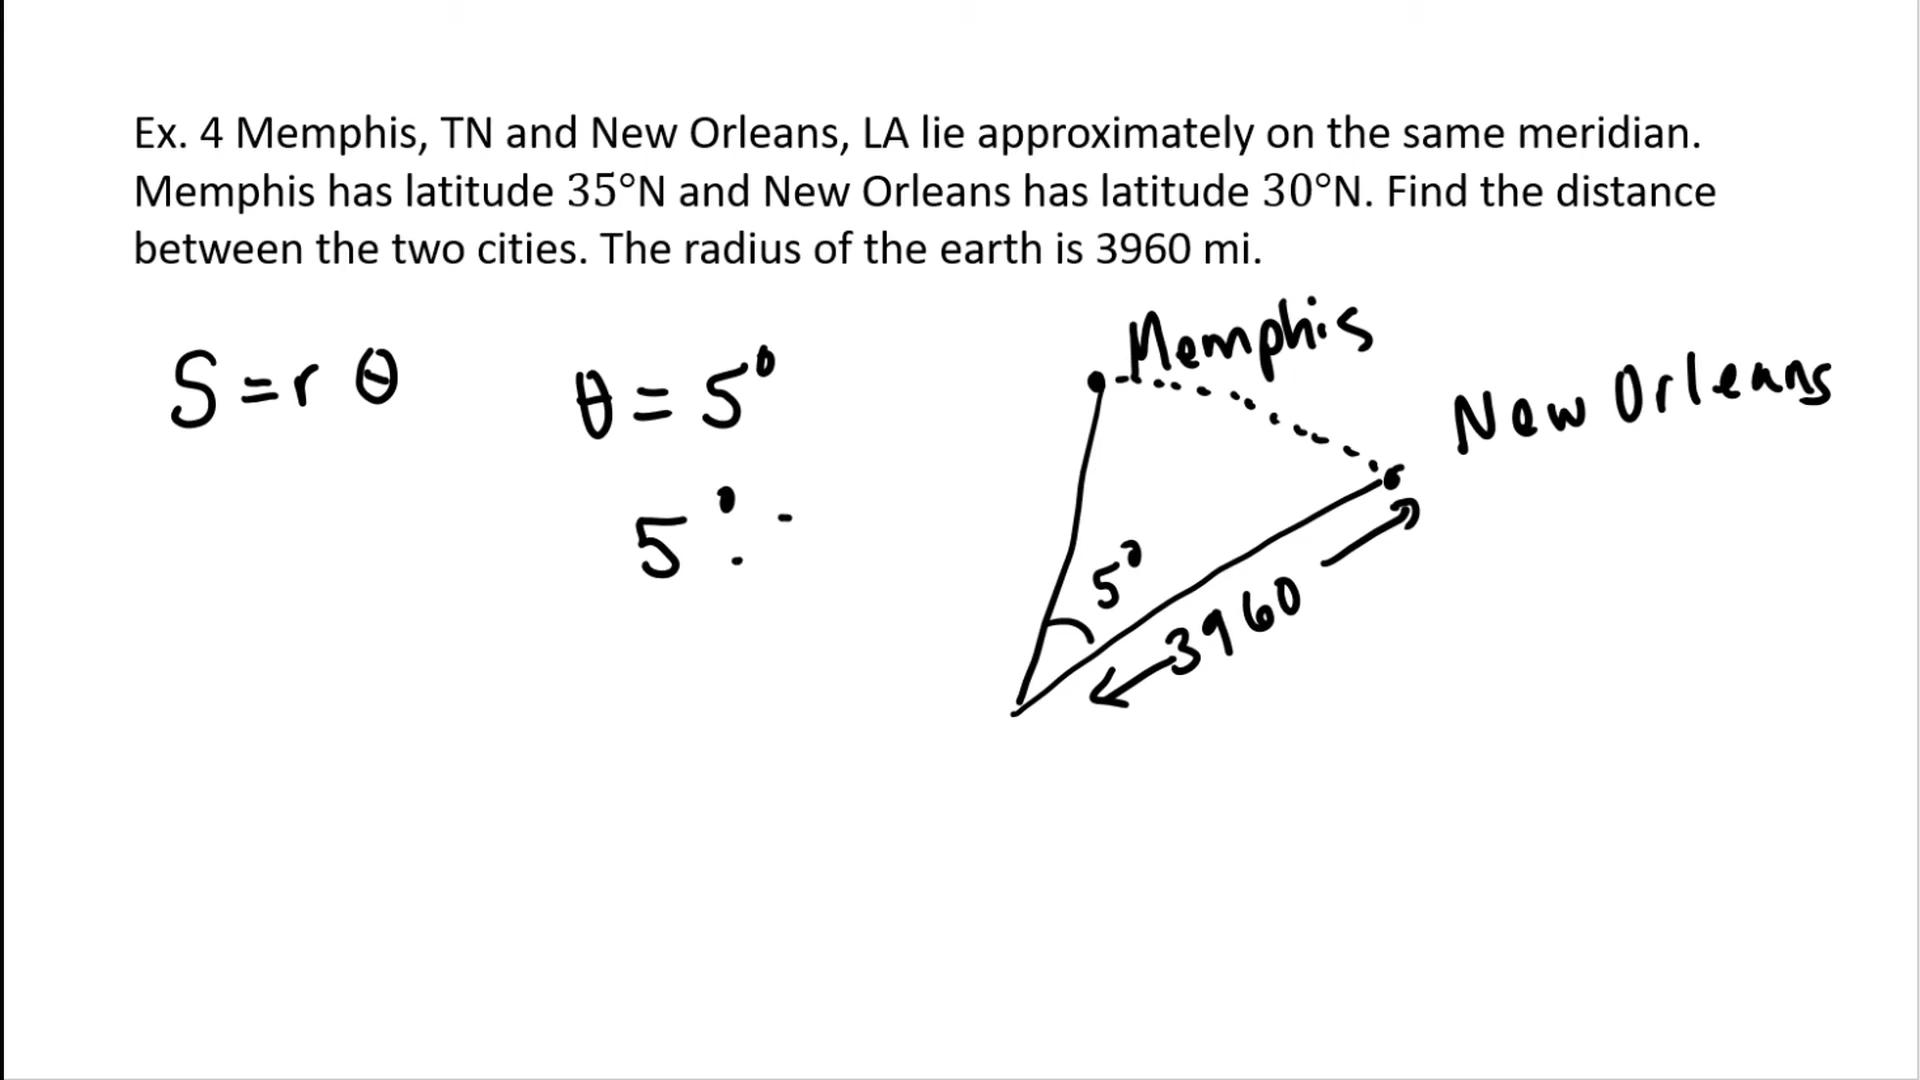 Ex. 4 Memphis, TN and New Orleans, LA lie approximately on the same meridian.
Memphis has latitude 35°N and New Orleans has latitude 30°N. Find the distance
between the two cities. The radius of the earth is 3960 mi.
S = r θ
θ = 5°
5° · -
Memphis
New Orleans
5°
3960